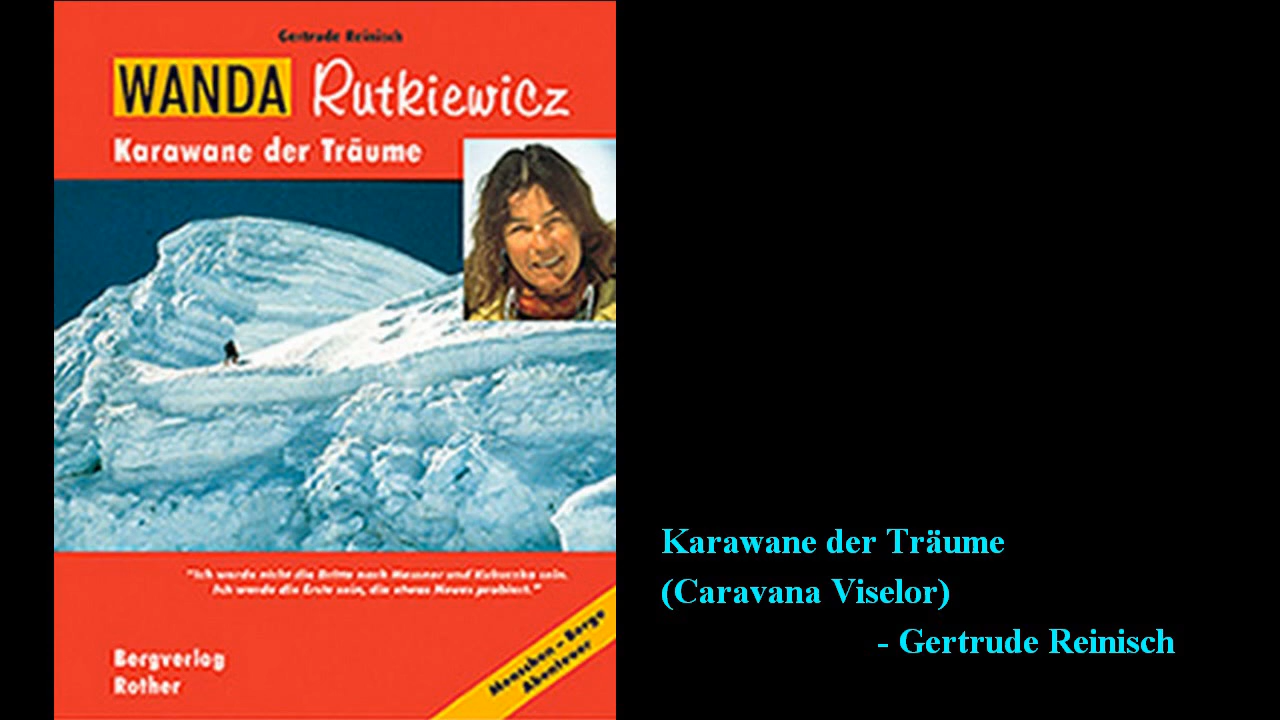 Gertrude Reinisch
WANDA Rutkiewicz
Karawane der Träume
"Ich werde nicht die Dritte nach Messner und Kukuczka sein.
Ich werde die Erste sein, die etwas Neues probiert."
Menschen – Berge
Abenteuer
Bergverlag
Rother
Karawane der Träume
(Caravana Viselor)
- Gertrude Reinisch